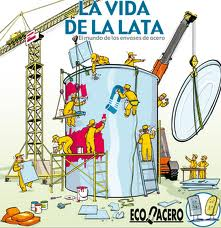 LA VIDA
DE LA LATA
El mundo de los envases de acero
ECOACERO